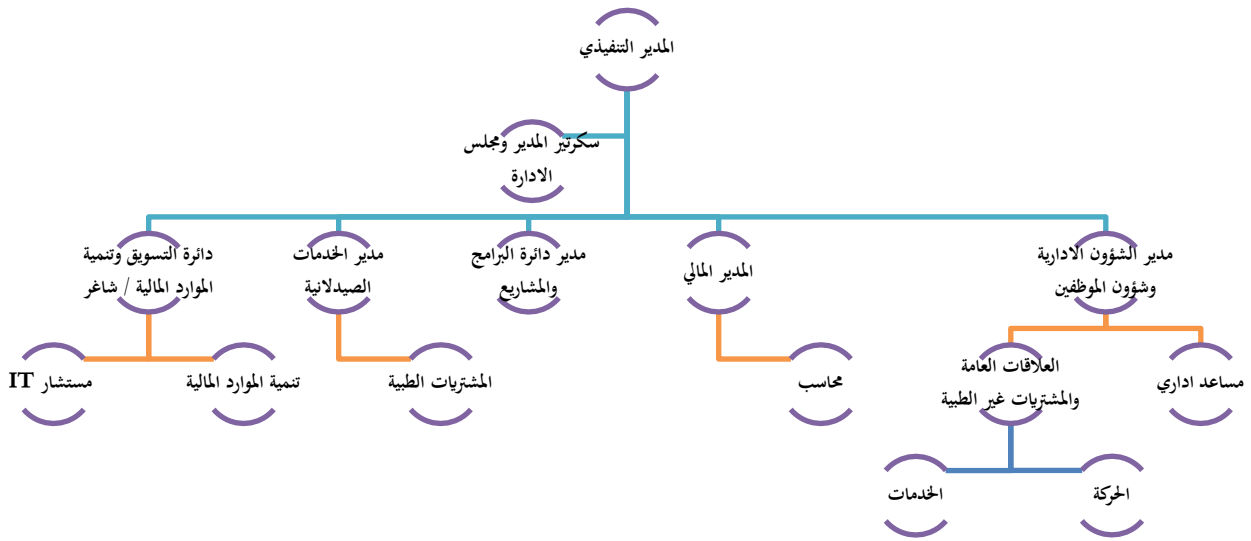 المدير التنفيذي
سكرتير المدير ومجلس
الادارة
مدير الشؤون الادارية
وشؤون الموظفين
المدير المالي
مدير دائرة البرامج
والمشاريع
مدير الخدمات
الصيدلانية
دائرة التسويق وتنمية
الموارد المالية / شاغر
مساعد اداري
العلاقات العامة
والمشتريات غير الطبية
محاسب
المشتريات الطبية
تنمية الموارد المالية
مستشار IT
الحركة
الخدمات